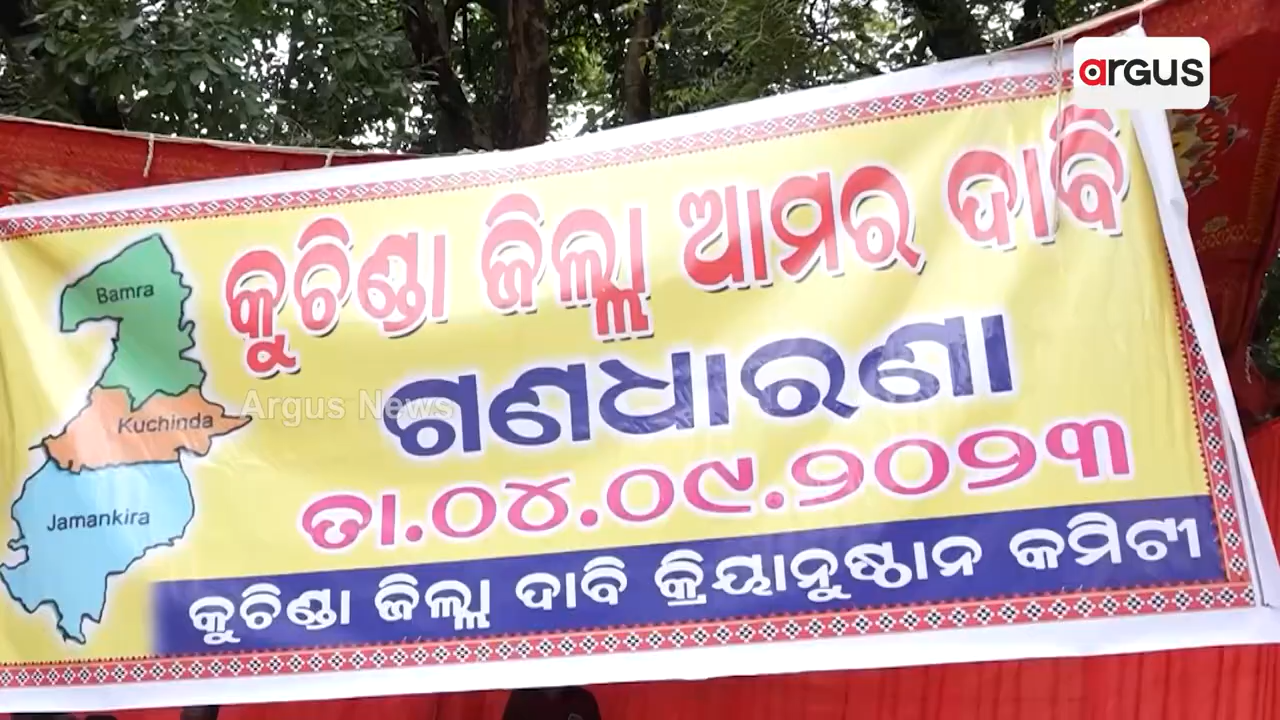 argus
କୁଚିଣ୍ଡା ଜିଲ୍ଲା ଆମର ଦାବି
Bamra
Kuchinda
Jamankira
Argus News
ଗଣଧାରଣା
ତା.୦୪.୦୯.୨୦୨୩
କୁଚିଣ୍ଡା ଜିଲ୍ଲା ଦାବି କ୍ରିୟାନୁଷ୍ଠାନ କମିଟୀ